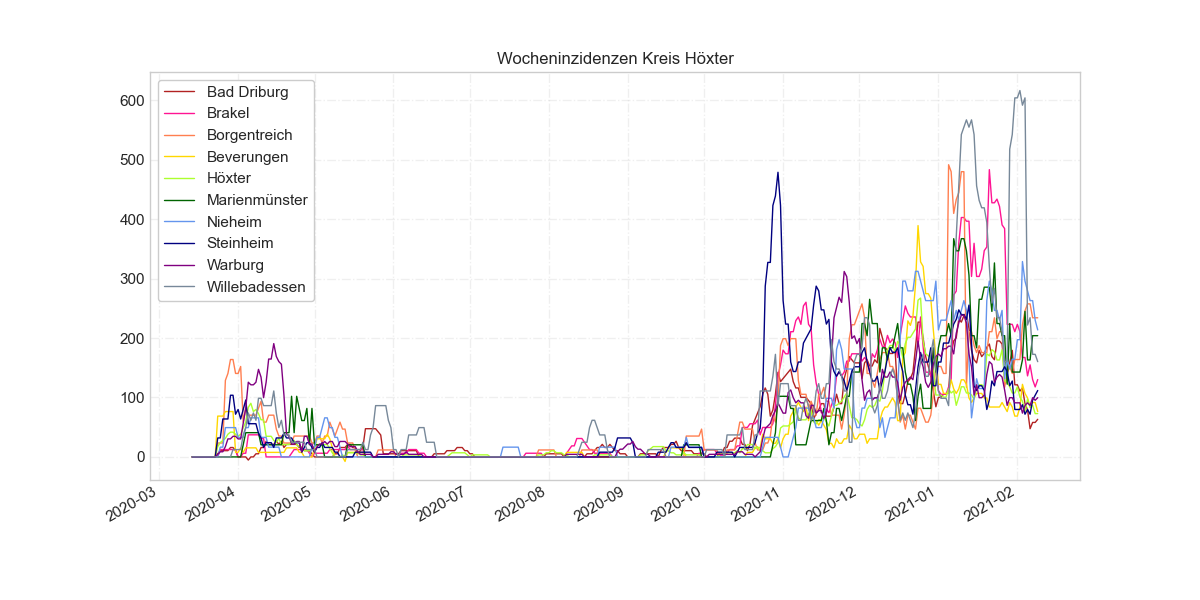 Wocheninzidenzen Kreis Höxter
600
500
400
300
200
100
0
Bad Driburg
Brakel
Borgentreich
Beverungen
Höxter
Marienmünster
Nieheim
Steinheim
Warburg
Willebadessen
2020-03
2020-04
2020-05
2020-06
2020-07
2020-08
2020-09
2020-10
2020-11
2020-12
2021-01
2021-02